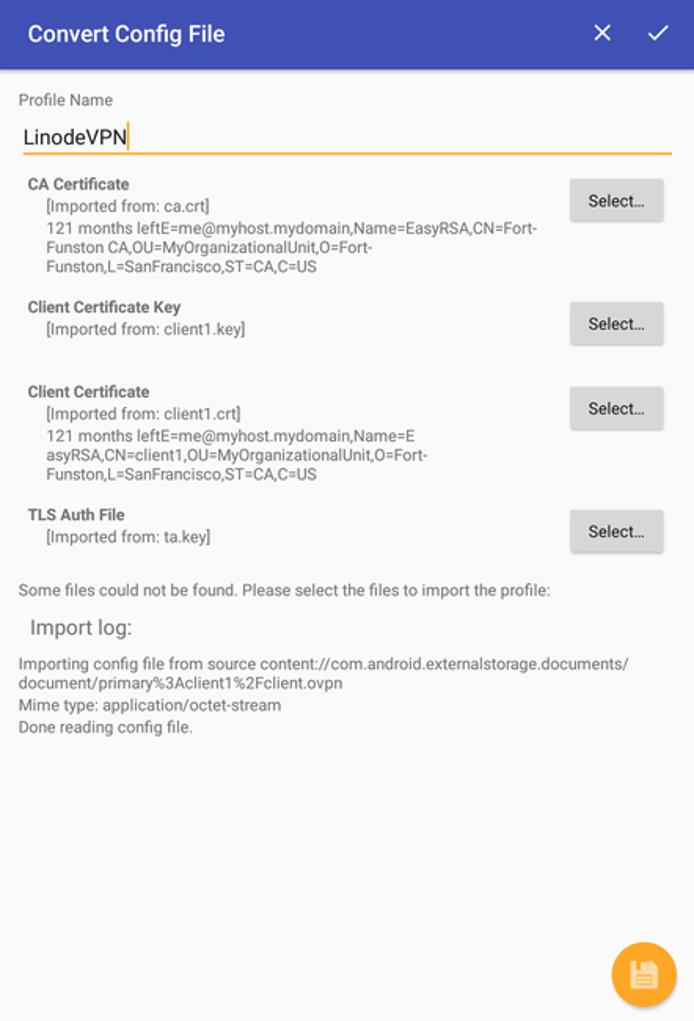 Convert Config File
Profile Name
LinodeVPN
CA Certificate
[Imported from: ca.crt]
121 months leftE=me@myhost.mydomain,Name=EasyRSA,CN=Fort-
Funston CA,OU=MyOrganizationalUnit,O=Fort-
Funston,L=SanFrancisco,ST=CA,C=US
Select...
Client Certificate Key
[Imported from: client1.key]
Select...
Client Certificate
[Imported from: client1.crt]
121 months leftE=me@myhost.mydomain,Name=E
asyRSA,CN=client1,OU=MyOrganizationalUnit,O=Fort-
Funston,L=SanFrancisco,ST=CA,C=US
Select...
TLS Auth File
[Imported from: ta.key]
Select...
Some files could not be found. Please select the files to import the profile:
Import log:
Importing config file from source content://com.android.externalstorage.documents/
document/primary%3Aclient1%2Fclient.ovpn
Mime type: application/octet-stream
Done reading config file.